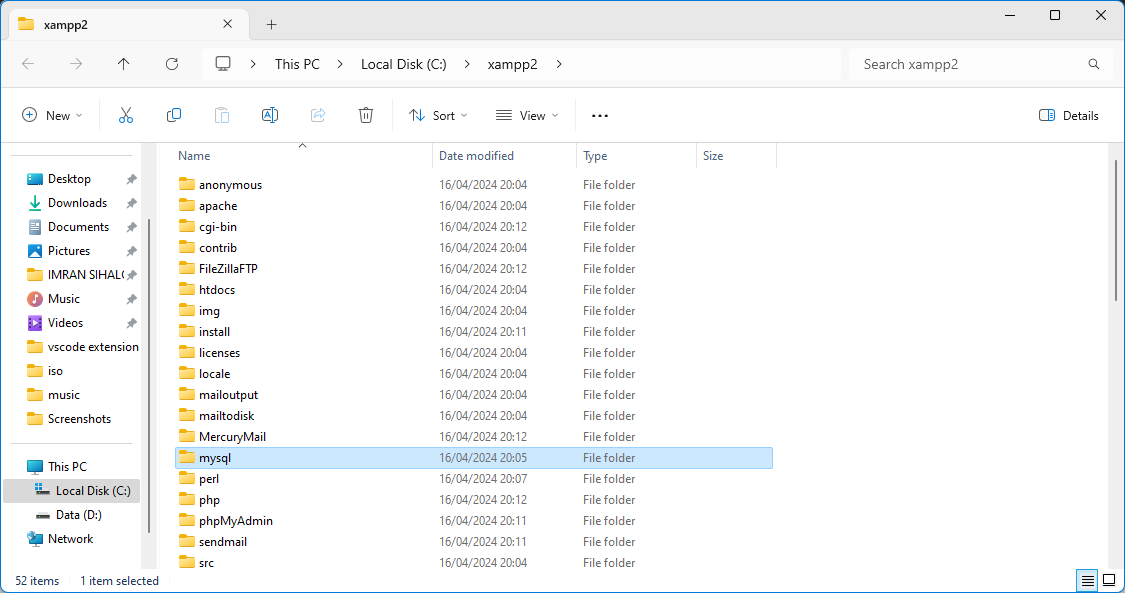 xampp2
This PC
Local Disk (C:)
xampp2
Search xampp2
New
Sort
View
Details
Name
Date modified
Type
Size
Desktop
Downloads
Documents
Pictures
IMRAN SIHALO
Music
Videos
vscode extension
iso
music
Screenshots
This PC
Local Disk (C:)
Data (D:)
Network
anonymous 16/04/2024 20:04 File folder
apache 16/04/2024 20:04 File folder
cgi-bin 16/04/2024 20:12 File folder
contrib 16/04/2024 20:04 File folder
FileZillaFTP 16/04/2024 20:12 File folder
htdocs 16/04/2024 20:04 File folder
img 16/04/2024 20:04 File folder
install 16/04/2024 20:11 File folder
licenses 16/04/2024 20:04 File folder
locale 16/04/2024 20:04 File folder
mailoutput 16/04/2024 20:04 File folder
mailtodisk 16/04/2024 20:04 File folder
MercuryMail 16/04/2024 20:12 File folder
mysql 16/04/2024 20:05 File folder
perl 16/04/2024 20:07 File folder
php 16/04/2024 20:12 File folder
phpMyAdmin 16/04/2024 20:11 File folder
sendmail 16/04/2024 20:11 File folder
src 16/04/2024 20:04 File folder
52 items 1 item selected